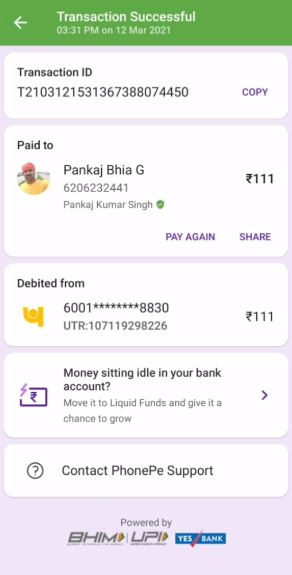 Transaction Successful
03:31 PM on 12 Mar 2021
Transaction ID
T2103121531367388074450
COPY
Paid to
Pankaj Bhia G
₹111
6206232441
Pankaj Kumar Singh
PAY AGAIN
SHARE
Debited from
6001********8830
₹111
UTR:107119298226
Money sitting idle in your bank
account?
Move it to Liquid Funds and give it a
chance to grow
Contact PhonePe Support
Powered by
BHIM UPI YES BANK